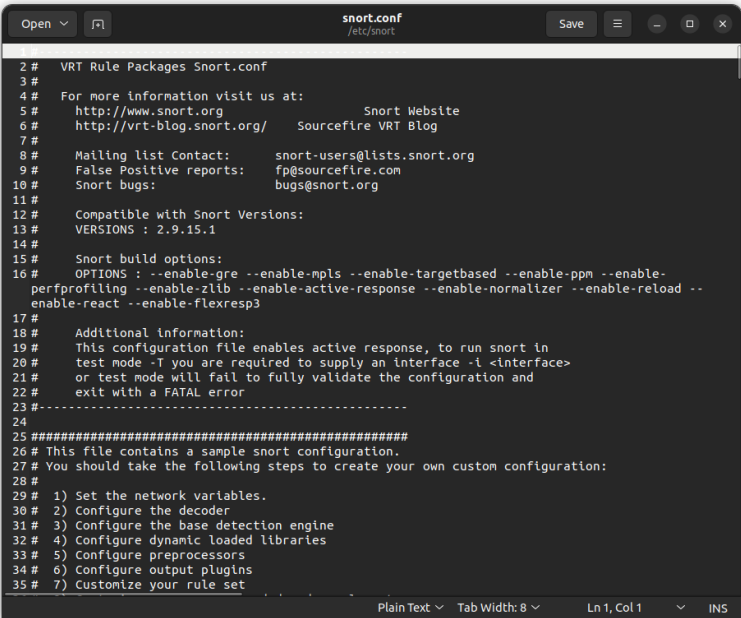 Open
snort.conf
/etc/snort
Save
1 #--------------------------------------------------
2 #   VRT Rule Packages Snort.conf
3 #
4 #   For more information visit us at:
5 #     http://www.snort.org                   Snort Website
6 #     http://vrt-blog.snort.org/    Sourcefire VRT Blog
7 #
8 #     Mailing list Contact:      snort-users@lists.snort.org
9 #     False Positive reports:    fp@sourcefire.com
10 #     Snort bugs:                bugs@snort.org
11 #
12 #     Compatible with Snort Versions:
13 #     VERSIONS : 2.9.15.1
14 #
15 #     Snort build options:
16 #     OPTIONS : --enable-gre --enable-mpls --enable-targetbased --enable-ppm --enable-
perfprofiling --enable-zlib --enable-active-response --enable-normalizer --enable-reload --
enable-react --enable-flexresp3
17 #
18 #     Additional information:
19 #     This configuration file enables active response, to run snort in
20 #     test mode -T you are required to supply an interface -i <interface>
21 #     or test mode will fail to fully validate the configuration and
22 #     exit with a FATAL error
23 #--------------------------------------------------
24
25 ###################################################
26 # This file contains a sample snort configuration.
27 # You should take the following steps to create your own custom configuration:
28 #
29 #  1) Set the network variables.
30 #  2) Configure the decoder
31 #  3) Configure the base detection engine
32 #  4) Configure dynamic loaded libraries
33 #  5) Configure preprocessors
34 #  6) Configure output plugins
35 #  7) Customize your rule set
Plain Text Tab Width: 8 Ln 1, Col 1 INS